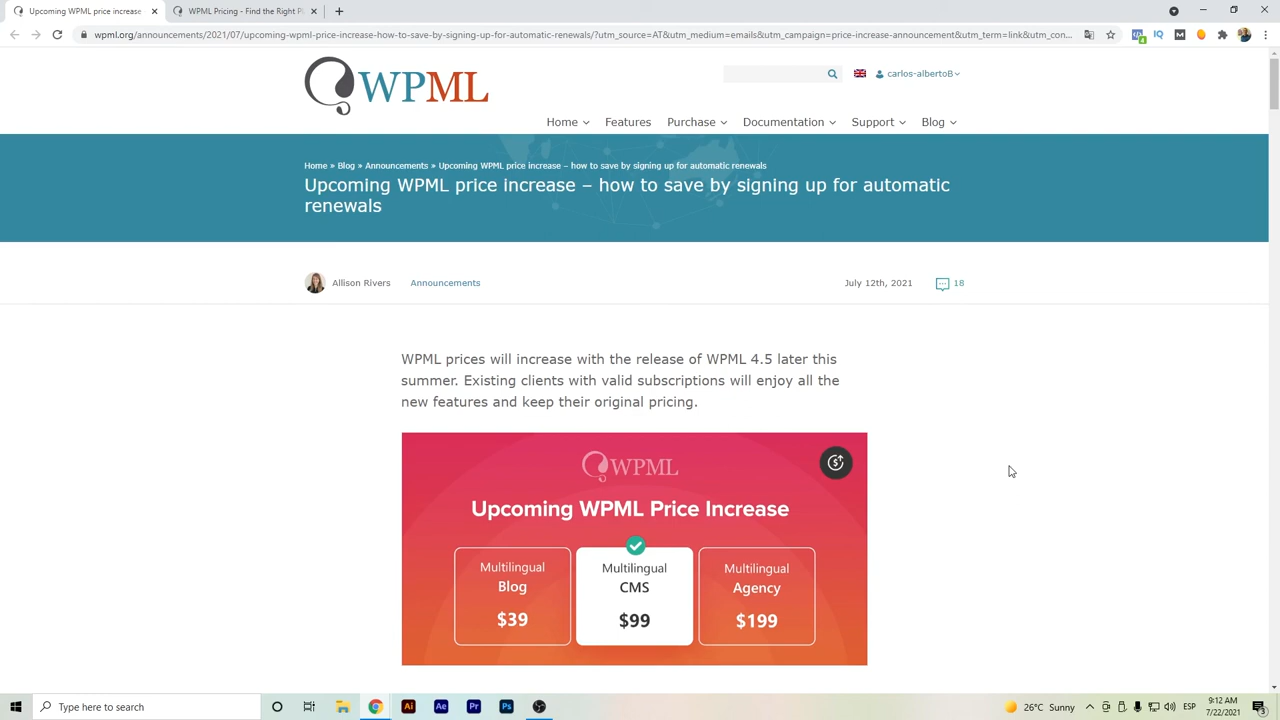 Upcoming WPML price increase
WPML Pricing - Find the Right Pl
wpml.org/announcements/2021/07/upcoming-wpml-price-increase-how-to-save-by-signing-up-for-automatic-renewals/?utm_source=AT&utm_medium=emails&utm_campaign=price-increase-announcement&utm_term=link&utm_con...
WPML
carlos-albertoB
Home Features Purchase Documentation Support Blog
Home » Blog » Announcements » Upcoming WPML price increase – how to save by signing up for automatic renewals
Upcoming WPML price increase – how to save by signing up for automatic
renewals
Allison Rivers Announcements July 12th, 2021 18
WPML prices will increase with the release of WPML 4.5 later this
summer. Existing clients with valid subscriptions will enjoy all the
new features and keep their original pricing.
WPML
Upcoming WPML Price Increase
Multilingual
Blog
$39
Multilingual
CMS
$99
Multilingual
Agency
$199
Type here to search
Ai Ae Pr Ps
26°C Sunny
ESP
9:12 AM
7/22/2021